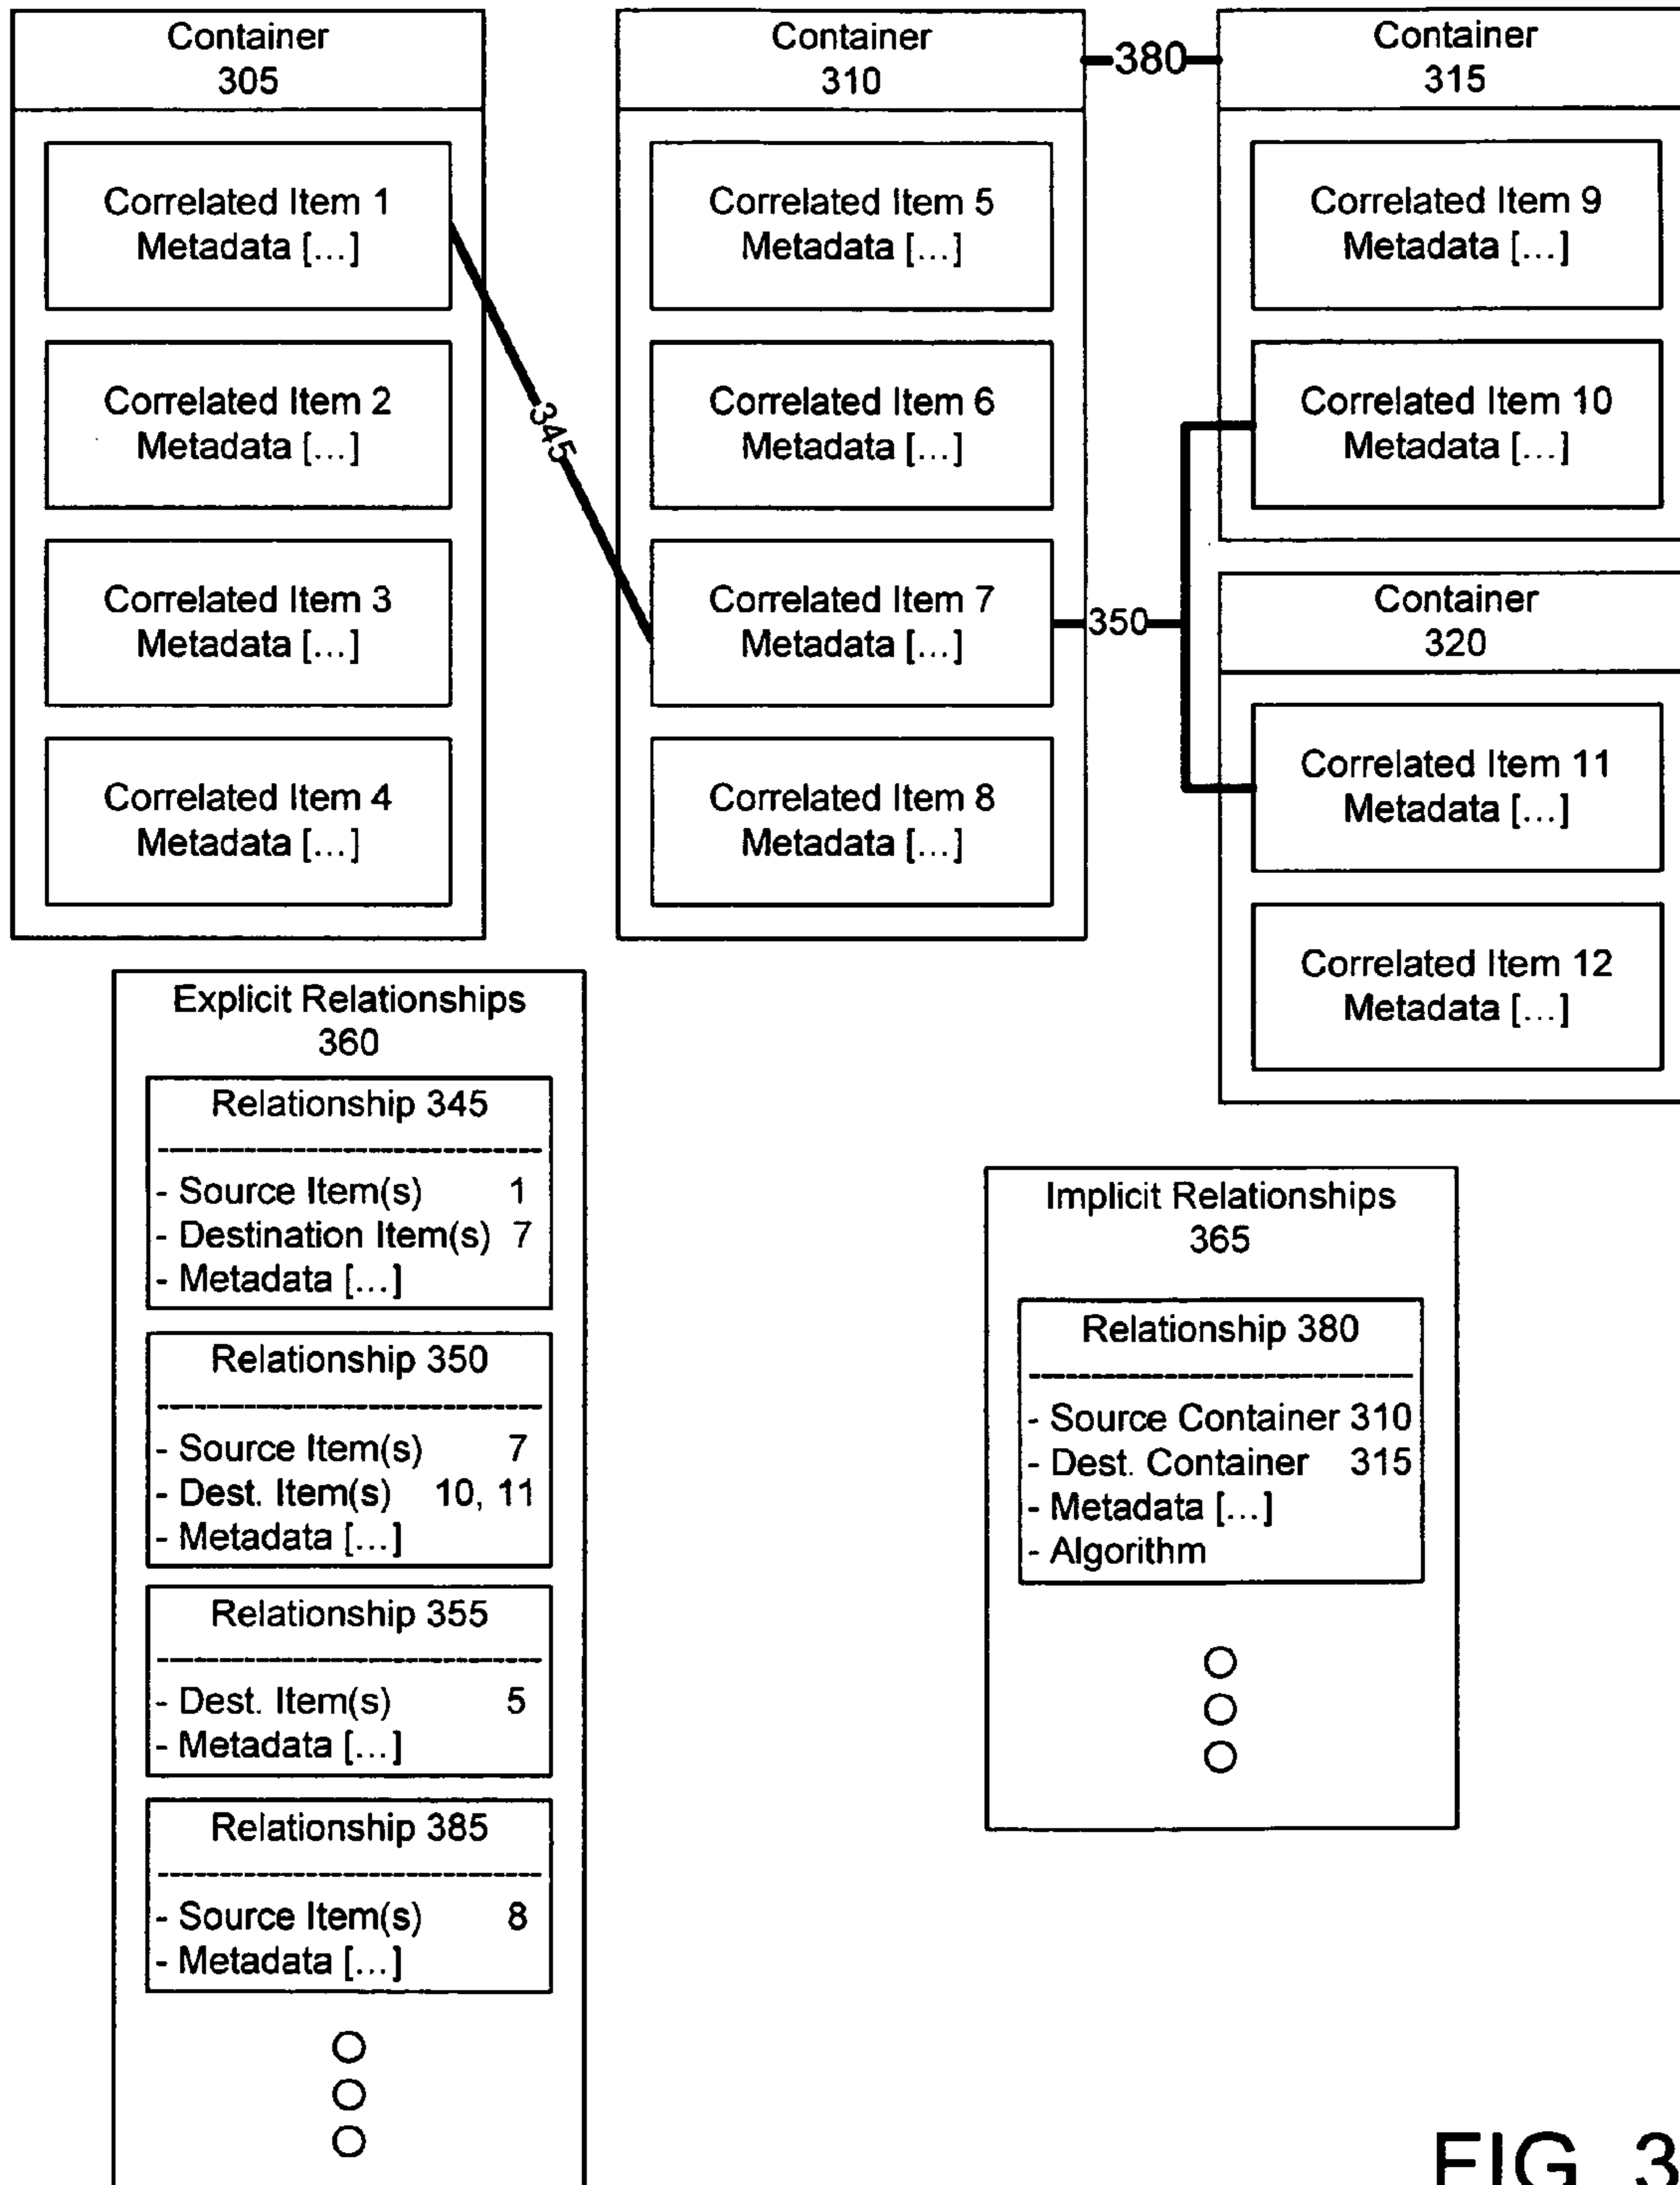 Container
305
Correlated Item 1
Metadata [...]
Correlated Item 2
Metadata [...]
Correlated Item 3
Metadata [...]
Correlated Item 4
Metadata [...]
345
Container
310
Correlated Item 5
Metadata [...]
Correlated Item 6
Metadata [...]
Correlated Item 7
Metadata [...]
Correlated Item 8
Metadata [...]
380
350
Container
315
Correlated Item 9
Metadata [...]
Correlated Item 10
Metadata [...]
Container
320
Correlated Item 11
Metadata [...]
Correlated Item 12
Metadata [...]
Explicit Relationships
360
Relationship 345
- Source Item(s) 1
- Destination Item(s) 7
- Metadata [...]
Relationship 350
- Source Item(s) 7
- Dest. Item(s) 10, 11
- Metadata [...]
Relationship 355
- Dest. Item(s) 5
- Metadata [...]
Relationship 385
- Source Item(s) 8
- Metadata [...]
Implicit Relationships
365
Relationship 380
- Source Container 310
- Dest. Container 315
- Metadata [...]
- Algorithm
FIG. 3